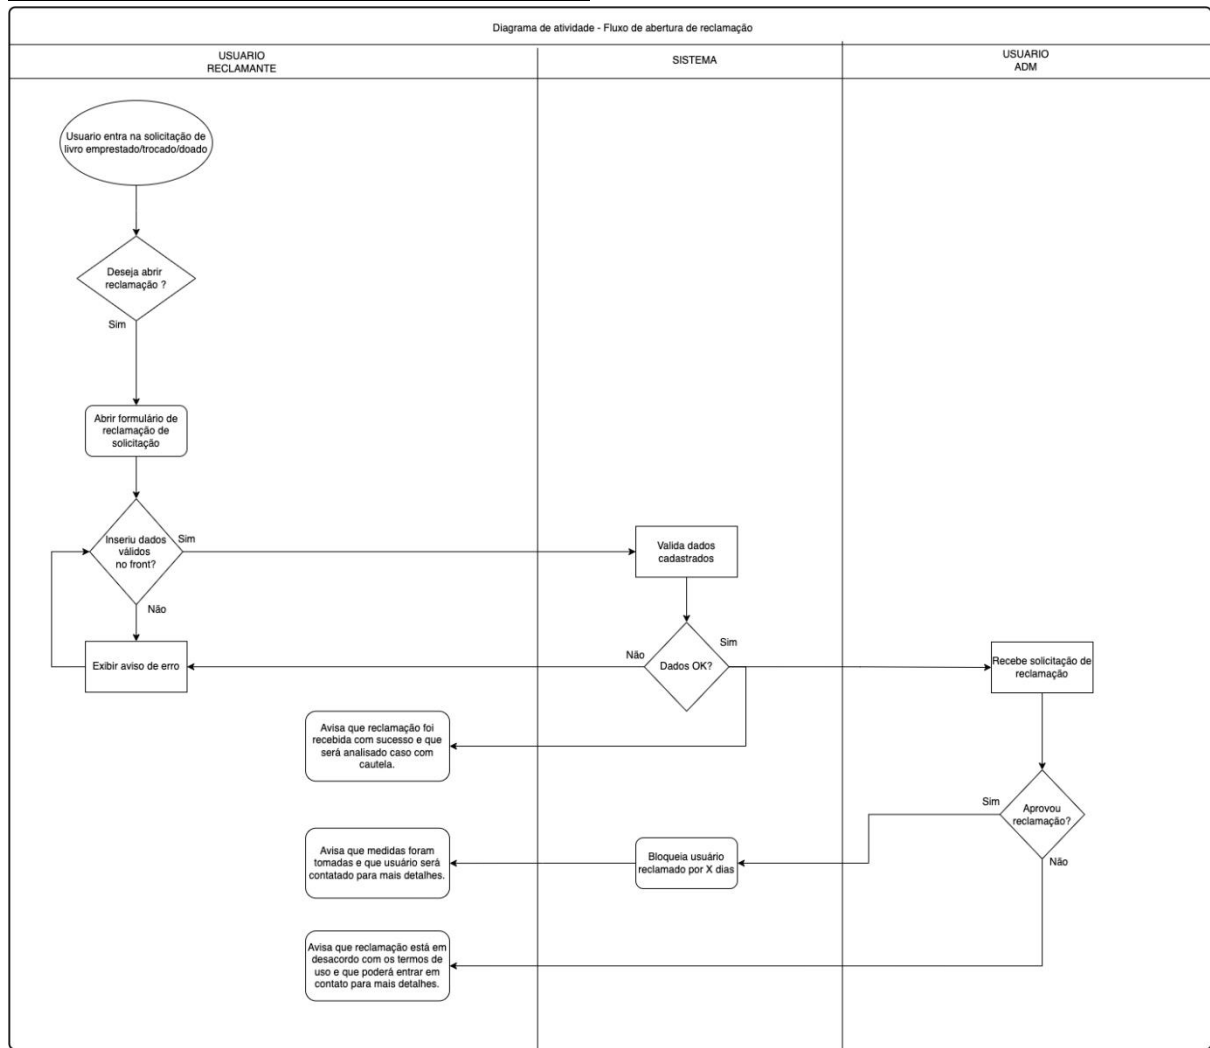 Diagrama de atividade - Fluxo de abertura de reclamação
USUARIO
RECLAMANTE
SISTEMA
USUARIO
ADM
Usuario entra na solicitação de
livro emprestado/trocado/doado
Deseja abrir
reclamação ?
Sim
Abrir formulário de
reclamação de
solicitação
Inseriu dados
válidos
no front?
Sim
Não
Valida dados
cadastrados
Exibir aviso de erro
Não
Dados OK?
Sim
Recebe solicitação de
reclamação
Avisa que reclamação foi
recebida com sucesso e que
será analisado caso com
cautela.
Sim
Aprovou
reclamação?
Não
Avisa que medidas foram
tomadas e que usuário será
contatado para mais detalhes.
Bloqueia usuário
reclamado por X dias
Avisa que reclamação está em
desacordo com os termos de
uso e que poderá entrar em
contato para mais detalhes.